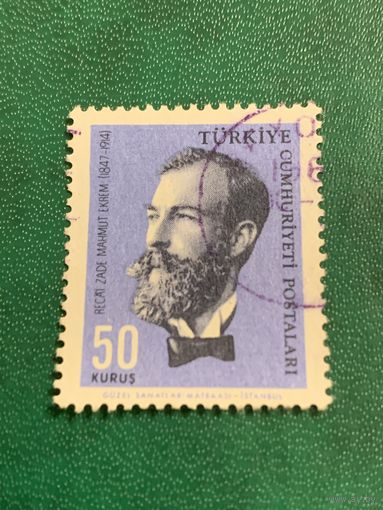 TÜRKİYE
CUMHURİYETİ POSTALARI
RECAİ ZADE MAHMUT EKREM (1847-1914)
50
KURUŞ
GÜZEL SANATLAR MATBAASI - İSTANBUL